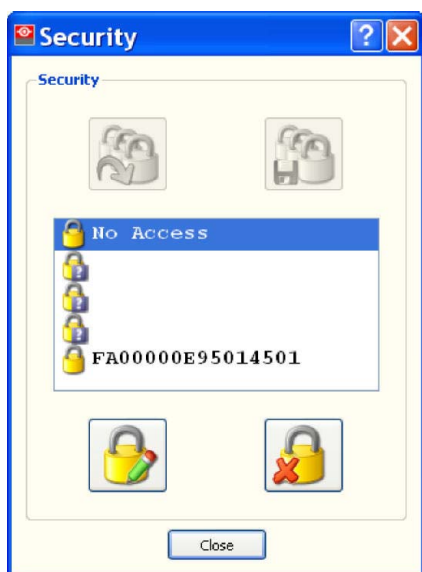 Security
?
Security
No Access
?
?
?
FA00000E95014501
Close